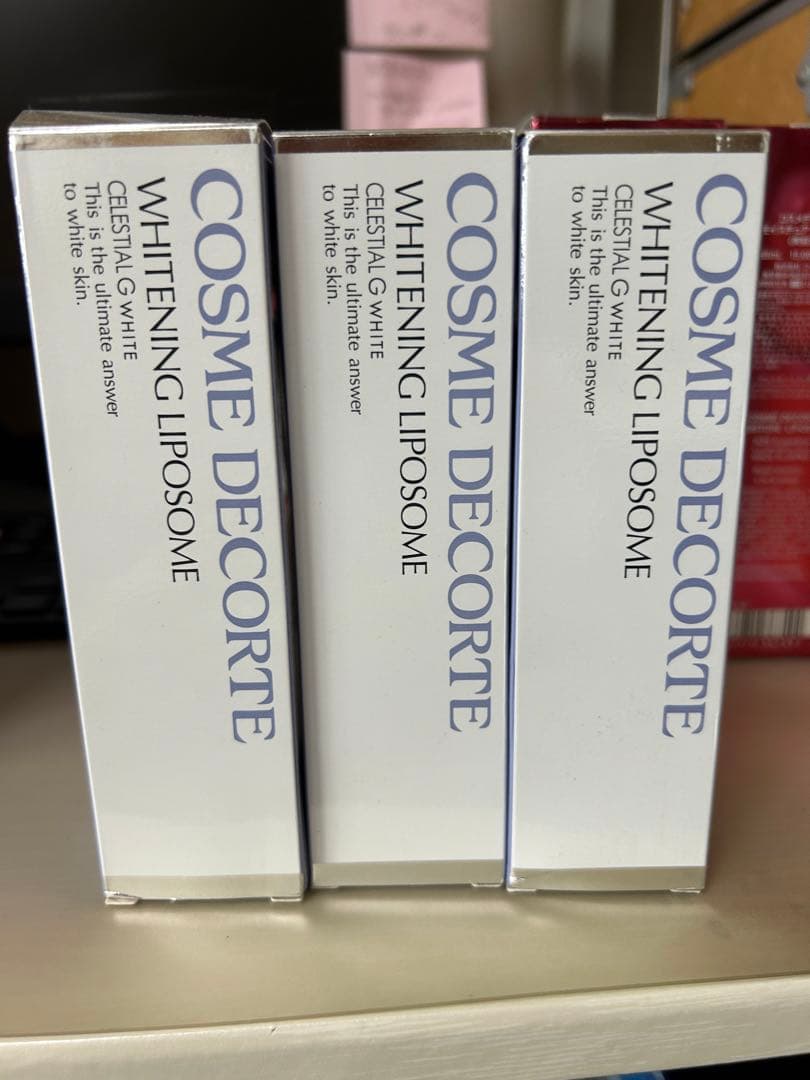 COSME DECORTE
WHITENING LIPOSOME
CELESTIAL G WHITE
This is the ultimate answer
to white skin.
COSME DECORTE
WHITENING LIPOSOME
CELESTIAL G WHITE
This is the ultimate answer
to white skin.
COSME DECORTE
WHITENING LIPOSOME
CELESTIAL G WHITE
This is the ultimate answer
to white skin.